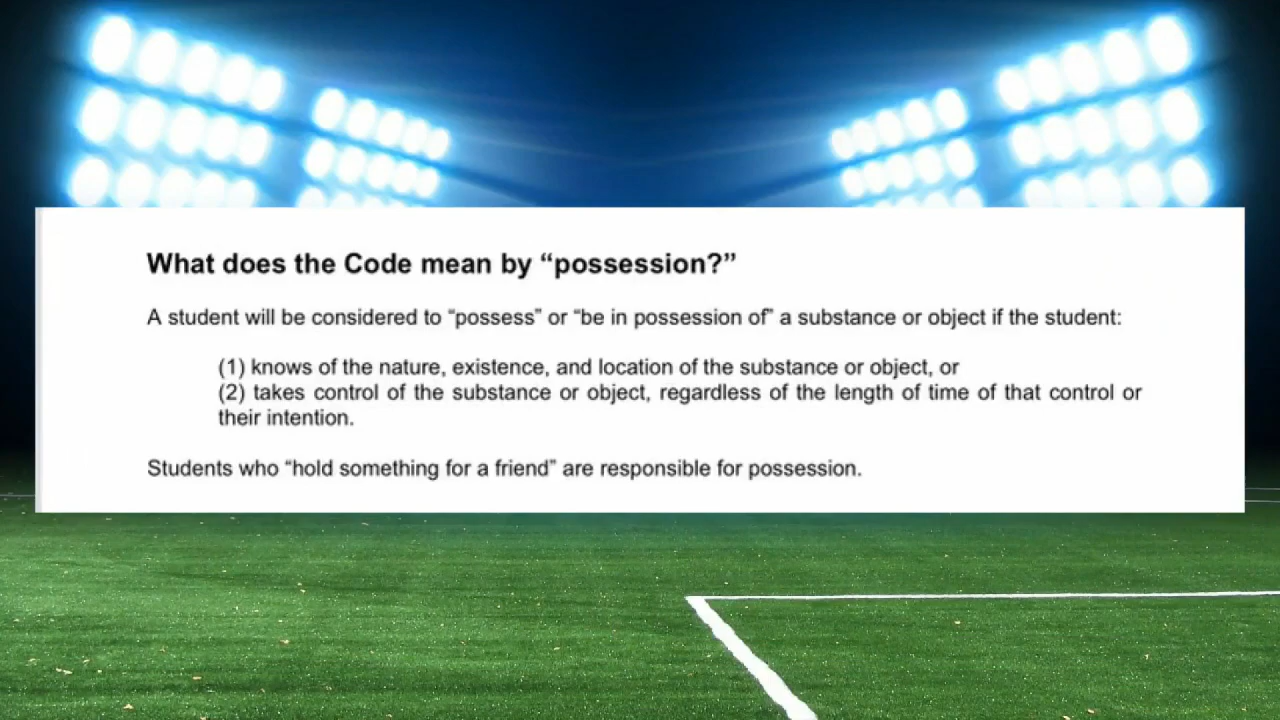 What does the Code mean by “possession?”
A student will be considered to “possess” or “be in possession of” a substance or object if the student:
(1) knows of the nature, existence, and location of the substance or object, or
(2) takes control of the substance or object, regardless of the length of time of that control or
their intention.
Students who “hold something for a friend” are responsible for possession.